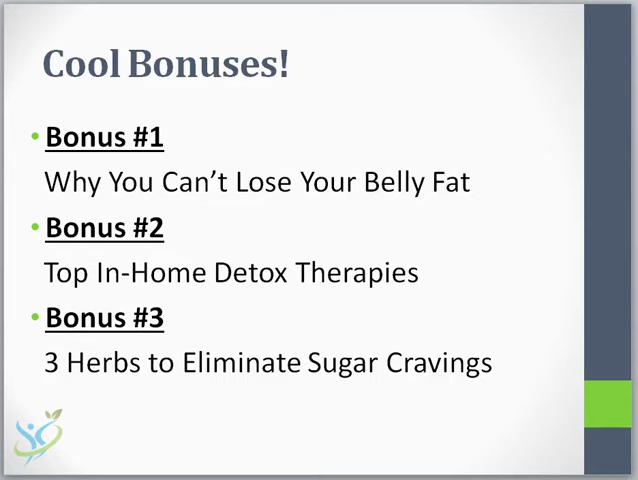 Cool Bonuses!
• Bonus #1
Why You Can’t Lose Your Belly Fat
• Bonus #2
Top In-Home Detox Therapies
• Bonus #3
3 Herbs to Eliminate Sugar Cravings